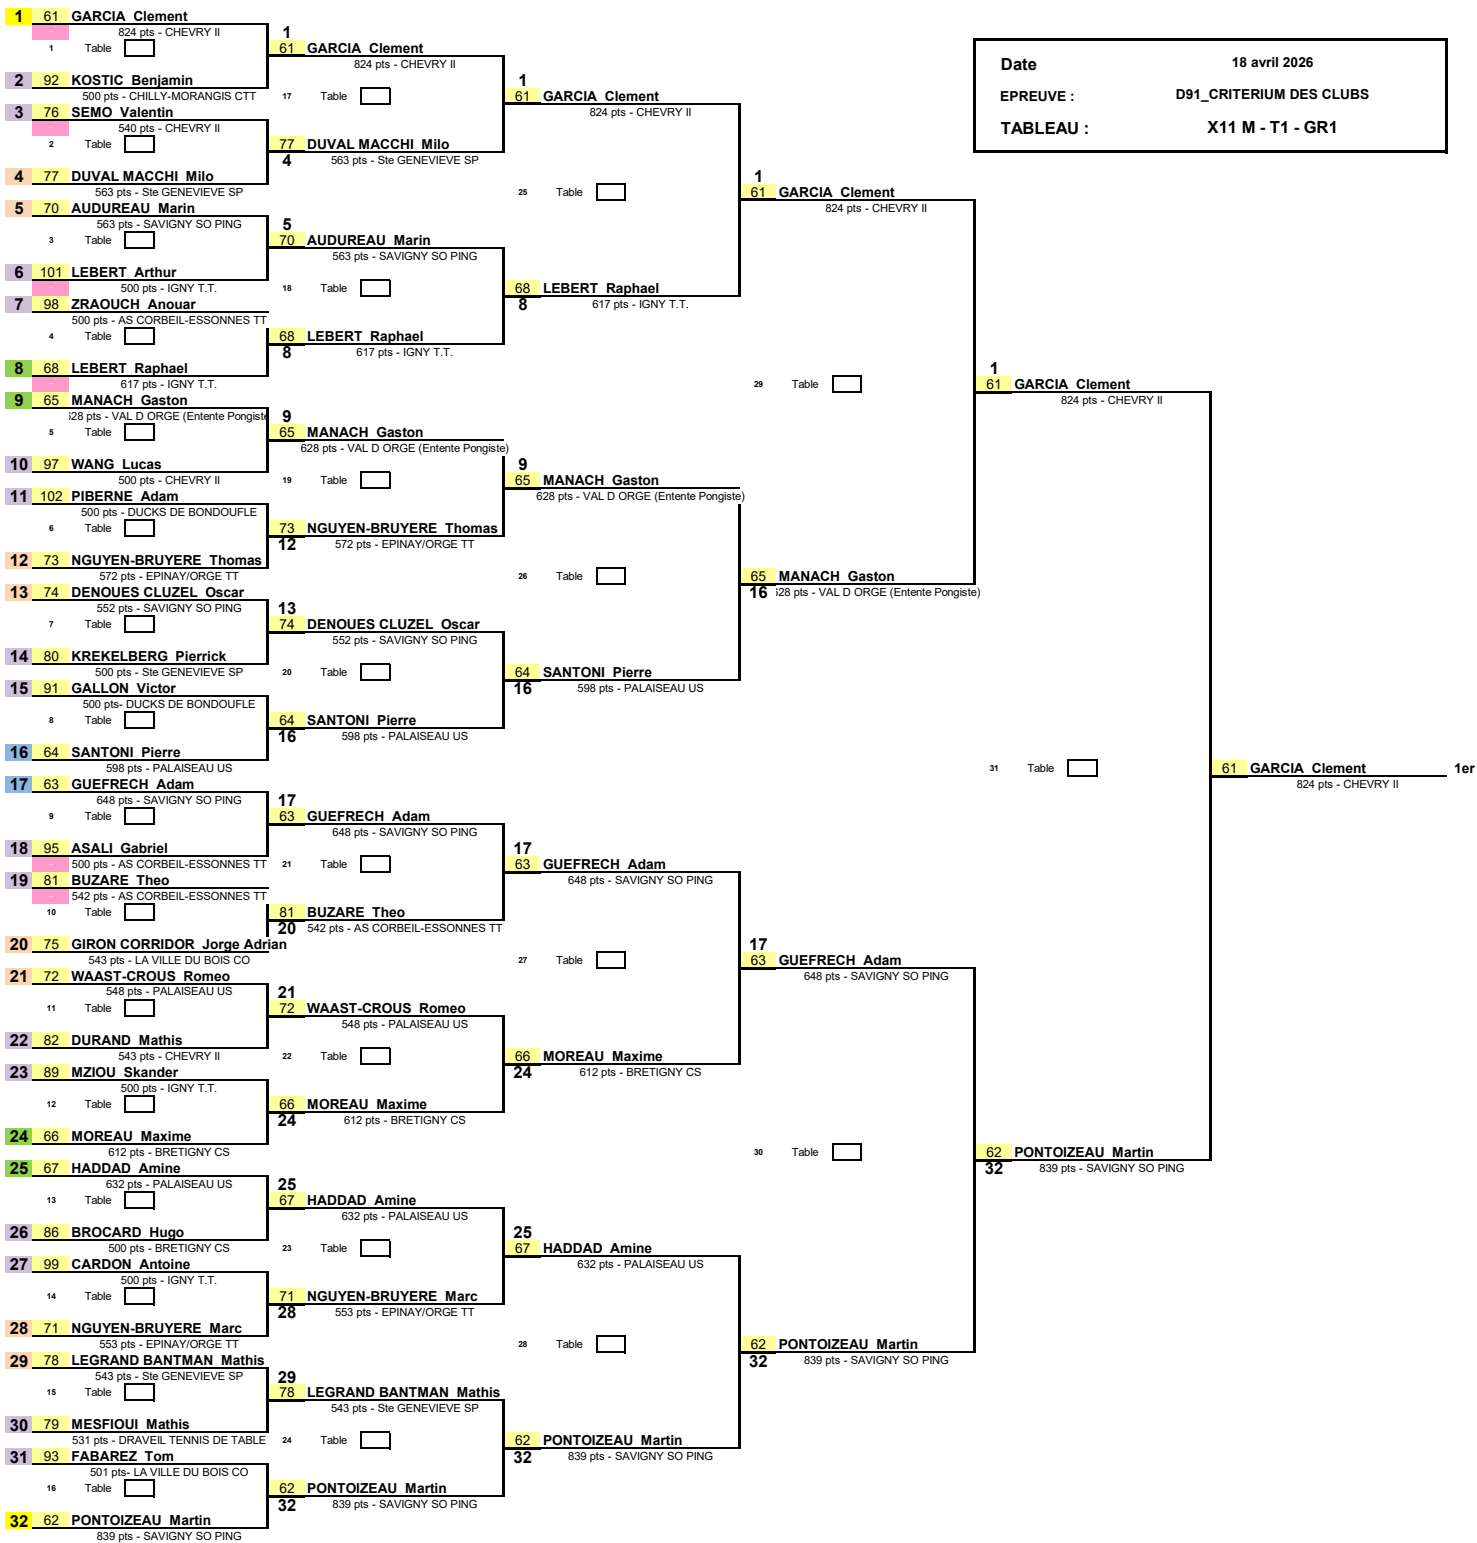 Date 18 avril 2026
EPREUVE : D91_CRITERIUM DES CLUBS
TABLEAU : X11 M - T1 - GR1
1 61 GARCIA Clement
824 pts - CHEVRY II
1 Table
2 92 KOSTIC Benjamin
500 pts - CHILLY-MORANGIS CTT
3 76 SEMO Valentin
540 pts - CHEVRY II
2 Table
4 77 DUVAL MACCHI Milo
563 pts - Ste GENEVIEVE SP
5 70 AUDUREAU Marin
563 pts - SAVIGNY SO PING
3 Table
6 101 LEBERT Arthur
500 pts - IGNY T.T.
7 98 ZRAOUCH Anouar
500 pts - AS CORBEIL-ESSONNES TT
4 Table
8 68 LEBERT Raphael
617 pts - IGNY T.T.
9 65 MANACH Gaston
628 pts - VAL D ORGE (Entente Pongiste
5 Table
10 97 WANG Lucas
500 pts - CHEVRY II
11 102 PIBERNE Adam
500 pts - DUCKS DE BONDOUFLE
6 Table
12 73 NGUYEN-BRUYERE Thomas
572 pts - EPINAY/ORGE TT
13 74 DENOUES CLUZEL Oscar
552 pts - SAVIGNY SO PING
7 Table
14 80 KREKELBERG Pierrick
500 pts - Ste GENEVIEVE SP
15 91 GALLON Victor
500 pts- DUCKS DE BONDOUFLE
8 Table
16 64 SANTONI Pierre
598 pts - PALAISEAU US
17 63 GUEFRECH Adam
648 pts - SAVIGNY SO PING
9 Table
18 95 ASALI Gabriel
500 pts - AS CORBEIL-ESSONNES TT
19 81 BUZARE Theo
542 pts - AS CORBEIL-ESSONNES TT
10 Table
20 75 GIRON CORRIDOR Jorge Adrian
543 pts - LA VILLE DU BOIS CO
21 72 WAAST-CROUS Romeo
548 pts - PALAISEAU US
11 Table
22 82 DURAND Mathis
543 pts - CHEVRY II
23 89 MZIOU Skander
500 pts - IGNY T.T.
12 Table
24 66 MOREAU Maxime
612 pts - BRETIGNY CS
25 67 HADDAD Amine
632 pts - PALAISEAU US
13 Table
26 86 BROCARD Hugo
500 pts - BRETIGNY CS
27 99 CARDON Antoine
500 pts - IGNY T.T.
14 Table
28 71 NGUYEN-BRUYERE Marc
553 pts - EPINAY/ORGE TT
29 78 LEGRAND BANTMAN Mathis
543 pts - Ste GENEVIEVE SP
15 Table
30 79 MESFIOUI Mathis
531 pts - DRAVEIL TENNIS DE TABLE
31 93 FABAREZ Tom
501 pts- LA VILLE DU BOIS CO
16 Table
32 62 PONTOIZEAU Martin
839 pts - SAVIGNY SO PING
1
61 GARCIA Clement
824 pts - CHEVRY II
17 Table
77 DUVAL MACCHI Milo
4 563 pts - Ste GENEVIEVE SP
5
70 AUDUREAU Marin
563 pts - SAVIGNY SO PING
18 Table
68 LEBERT Raphael
8 617 pts - IGNY T.T.
9
65 MANACH Gaston
628 pts - VAL D ORGE (Entente Pongiste)
19 Table
73 NGUYEN-BRUYERE Thomas
12 572 pts - EPINAY/ORGE TT
13
74 DENOUES CLUZEL Oscar
552 pts - SAVIGNY SO PING
20 Table
64 SANTONI Pierre
16 598 pts - PALAISEAU US
17
63 GUEFRECH Adam
648 pts - SAVIGNY SO PING
21 Table
81 BUZARE Theo
20 542 pts - AS CORBEIL-ESSONNES TT
21
72 WAAST-CROUS Romeo
548 pts - PALAISEAU US
22 Table
66 MOREAU Maxime
24 612 pts - BRETIGNY CS
25
67 HADDAD Amine
632 pts - PALAISEAU US
23 Table
71 NGUYEN-BRUYERE Marc
28 553 pts - EPINAY/ORGE TT
29
78 LEGRAND BANTMAN Mathis
543 pts - Ste GENEVIEVE SP
24 Table
62 PONTOIZEAU Martin
32 839 pts - SAVIGNY SO PING
1
61 GARCIA Clement
824 pts - CHEVRY II
25 Table
68 LEBERT Raphael
8 617 pts - IGNY T.T.
9
65 MANACH Gaston
628 pts - VAL D ORGE (Entente Pongiste)
26 Table
64 SANTONI Pierre
16 598 pts - PALAISEAU US
17
63 GUEFRECH Adam
648 pts - SAVIGNY SO PING
27 Table
66 MOREAU Maxime
24 612 pts - BRETIGNY CS
25
67 HADDAD Amine
632 pts - PALAISEAU US
28 Table
62 PONTOIZEAU Martin
32 839 pts - SAVIGNY SO PING
1
61 GARCIA Clement
824 pts - CHEVRY II
29 Table
65 MANACH Gaston
16 628 pts - VAL D ORGE (Entente Pongiste)
17
63 GUEFRECH Adam
648 pts - SAVIGNY SO PING
30 Table
62 PONTOIZEAU Martin
32 839 pts - SAVIGNY SO PING
1
61 GARCIA Clement
824 pts - CHEVRY II
31 Table
62 PONTOIZEAU Martin
32 839 pts - SAVIGNY SO PING
61 GARCIA Clement 1er
824 pts - CHEVRY II